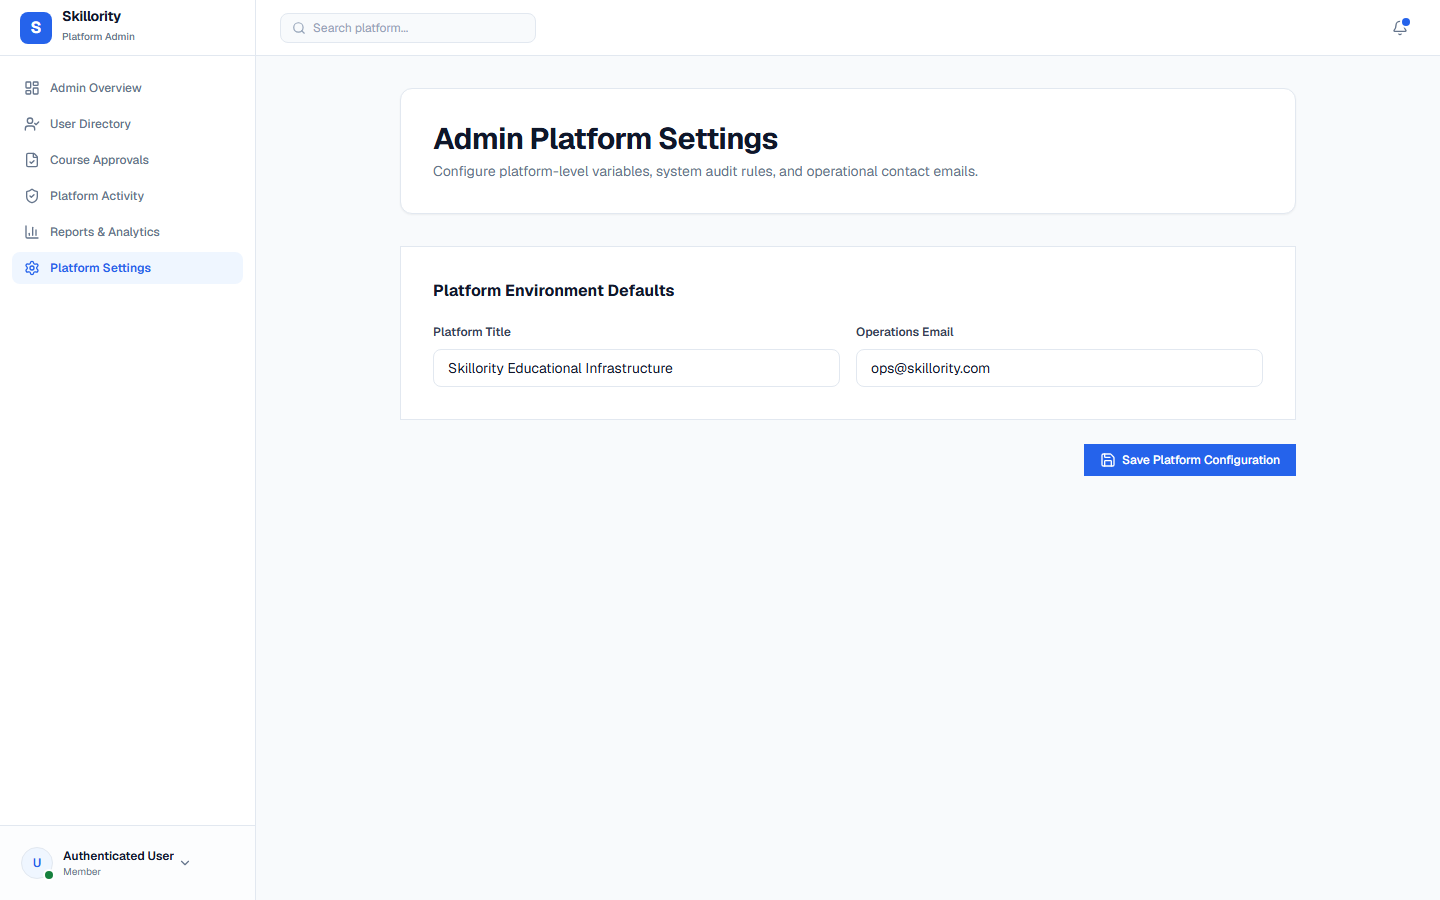 S
Skillority
Platform Admin
Search platform...
Admin Overview
User Directory
Course Approvals
Platform Activity
Reports & Analytics
Platform Settings
Admin Platform Settings
Configure platform-level variables, system audit rules, and operational contact emails.
Platform Environment Defaults
Platform Title
Operations Email
Skillority Educational Infrastructure
ops@skillority.com
Save Platform Configuration
U
Authenticated User
Member